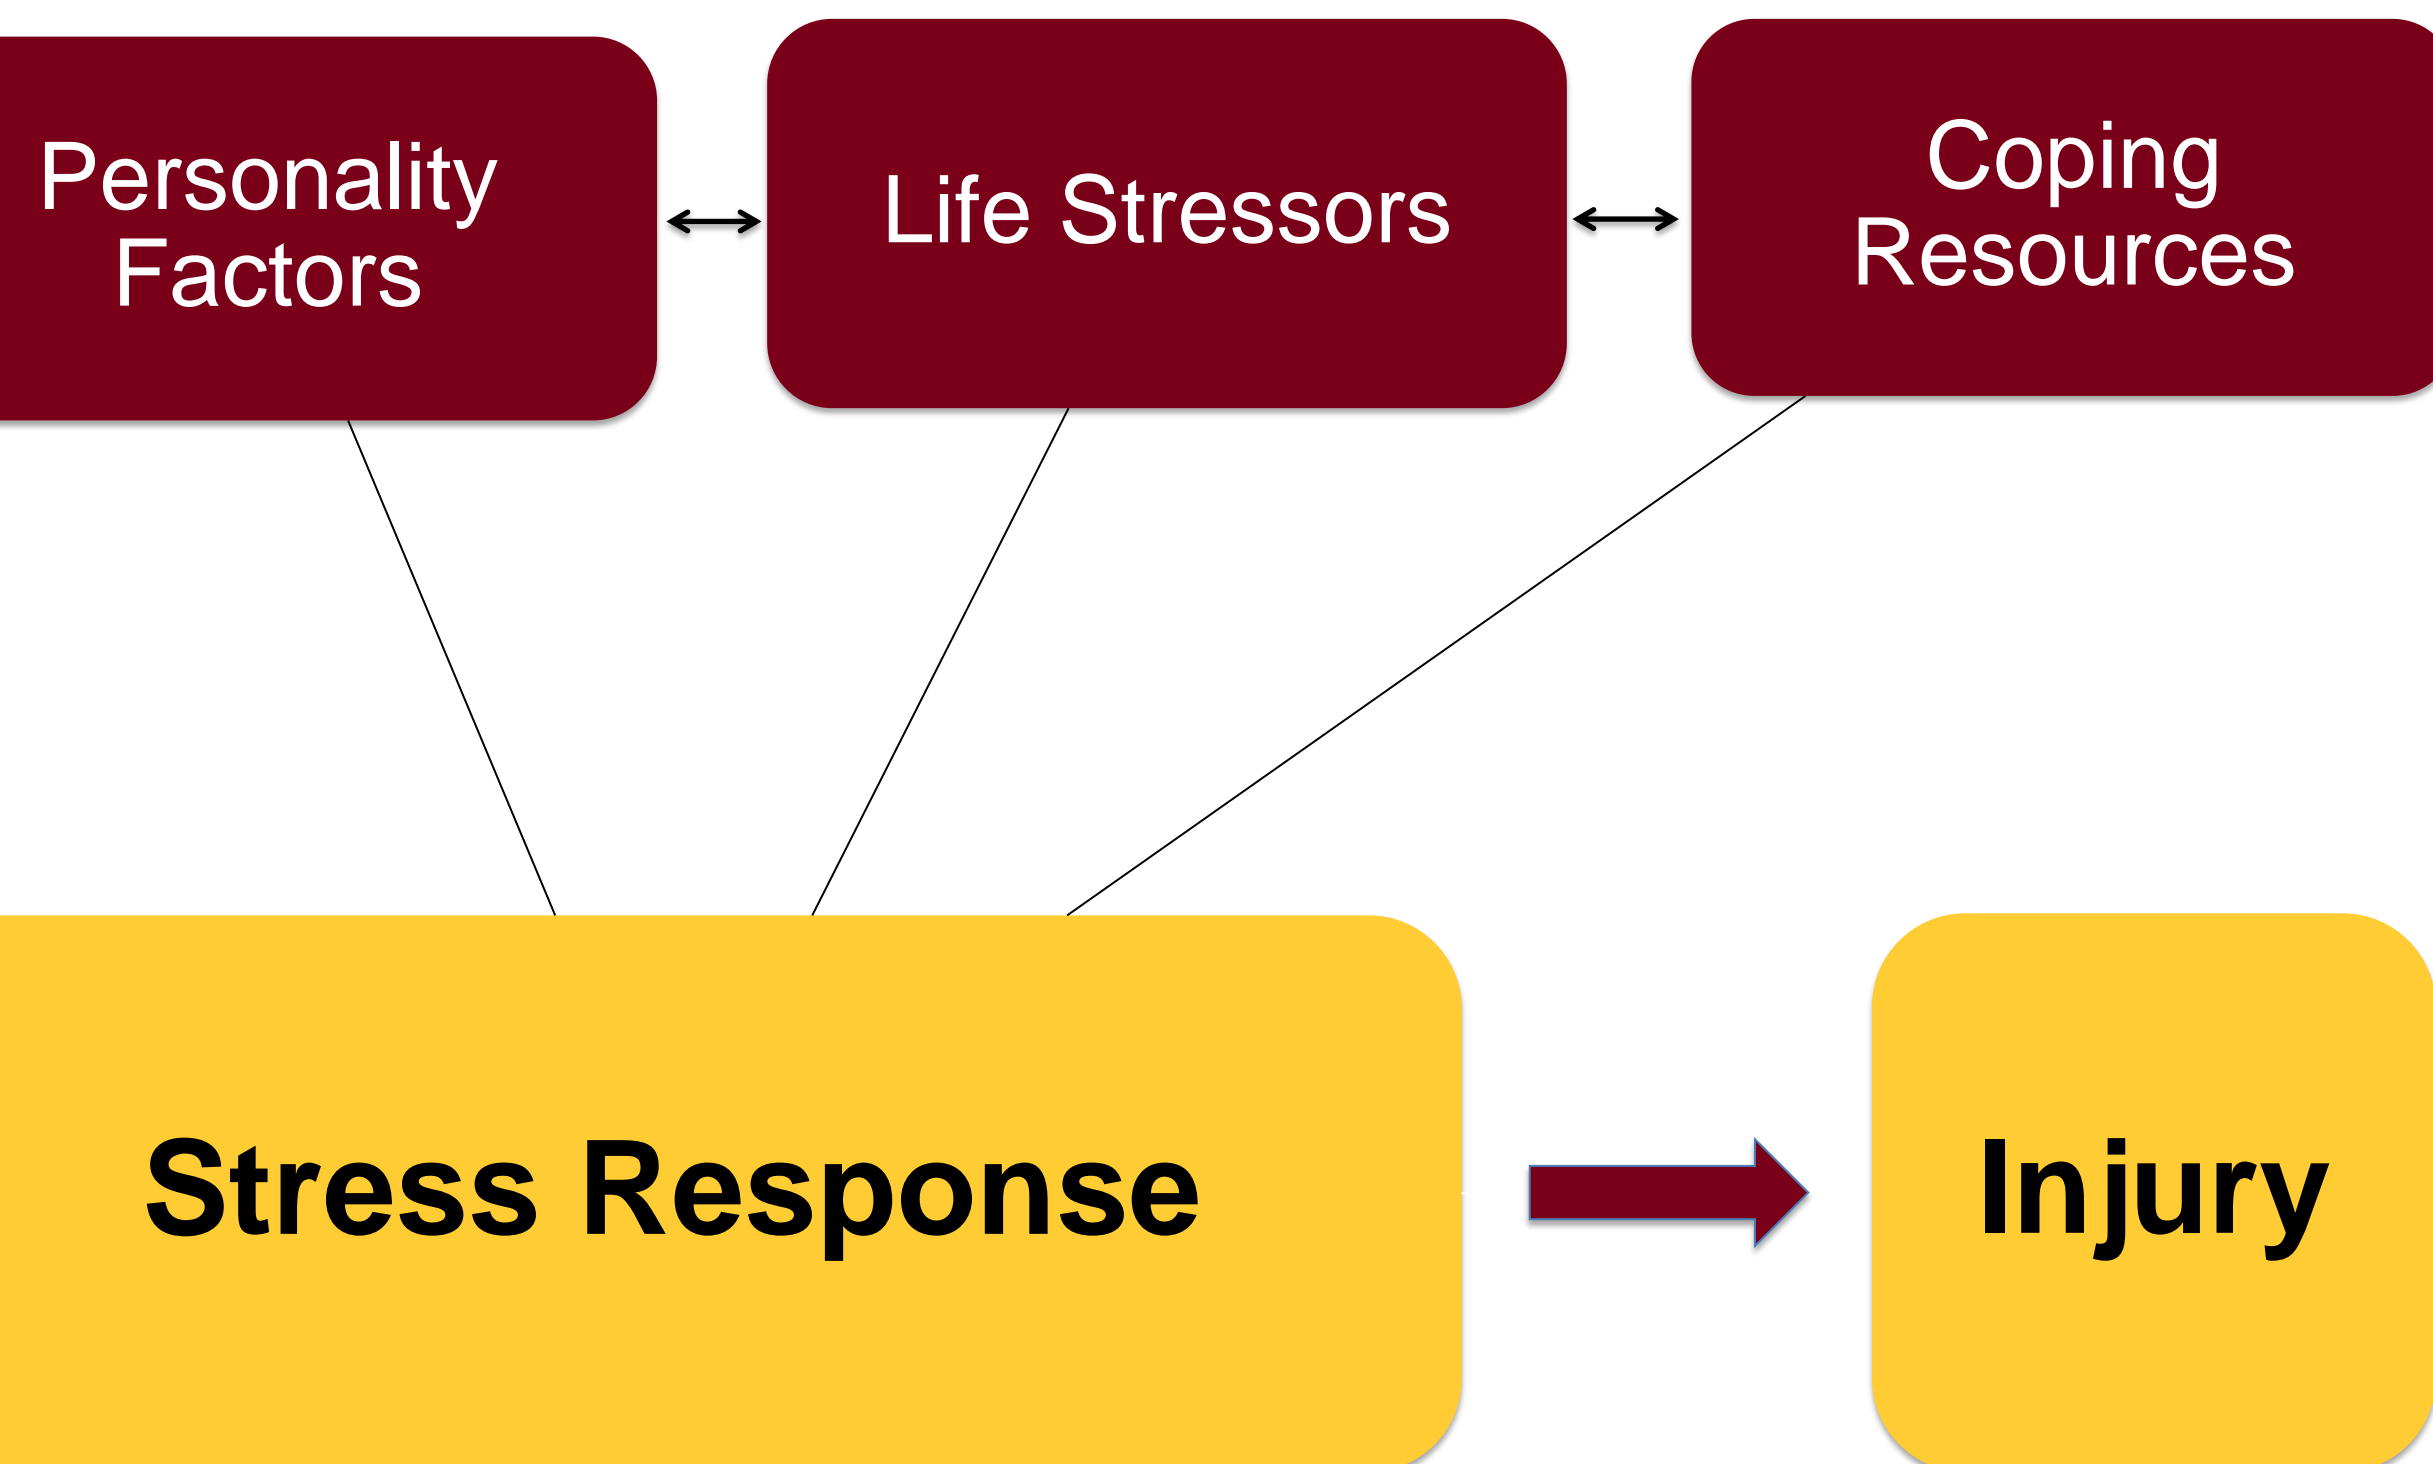 Personality
Factors
Life Stressors
Coping
Resources
Stress Response
Injury